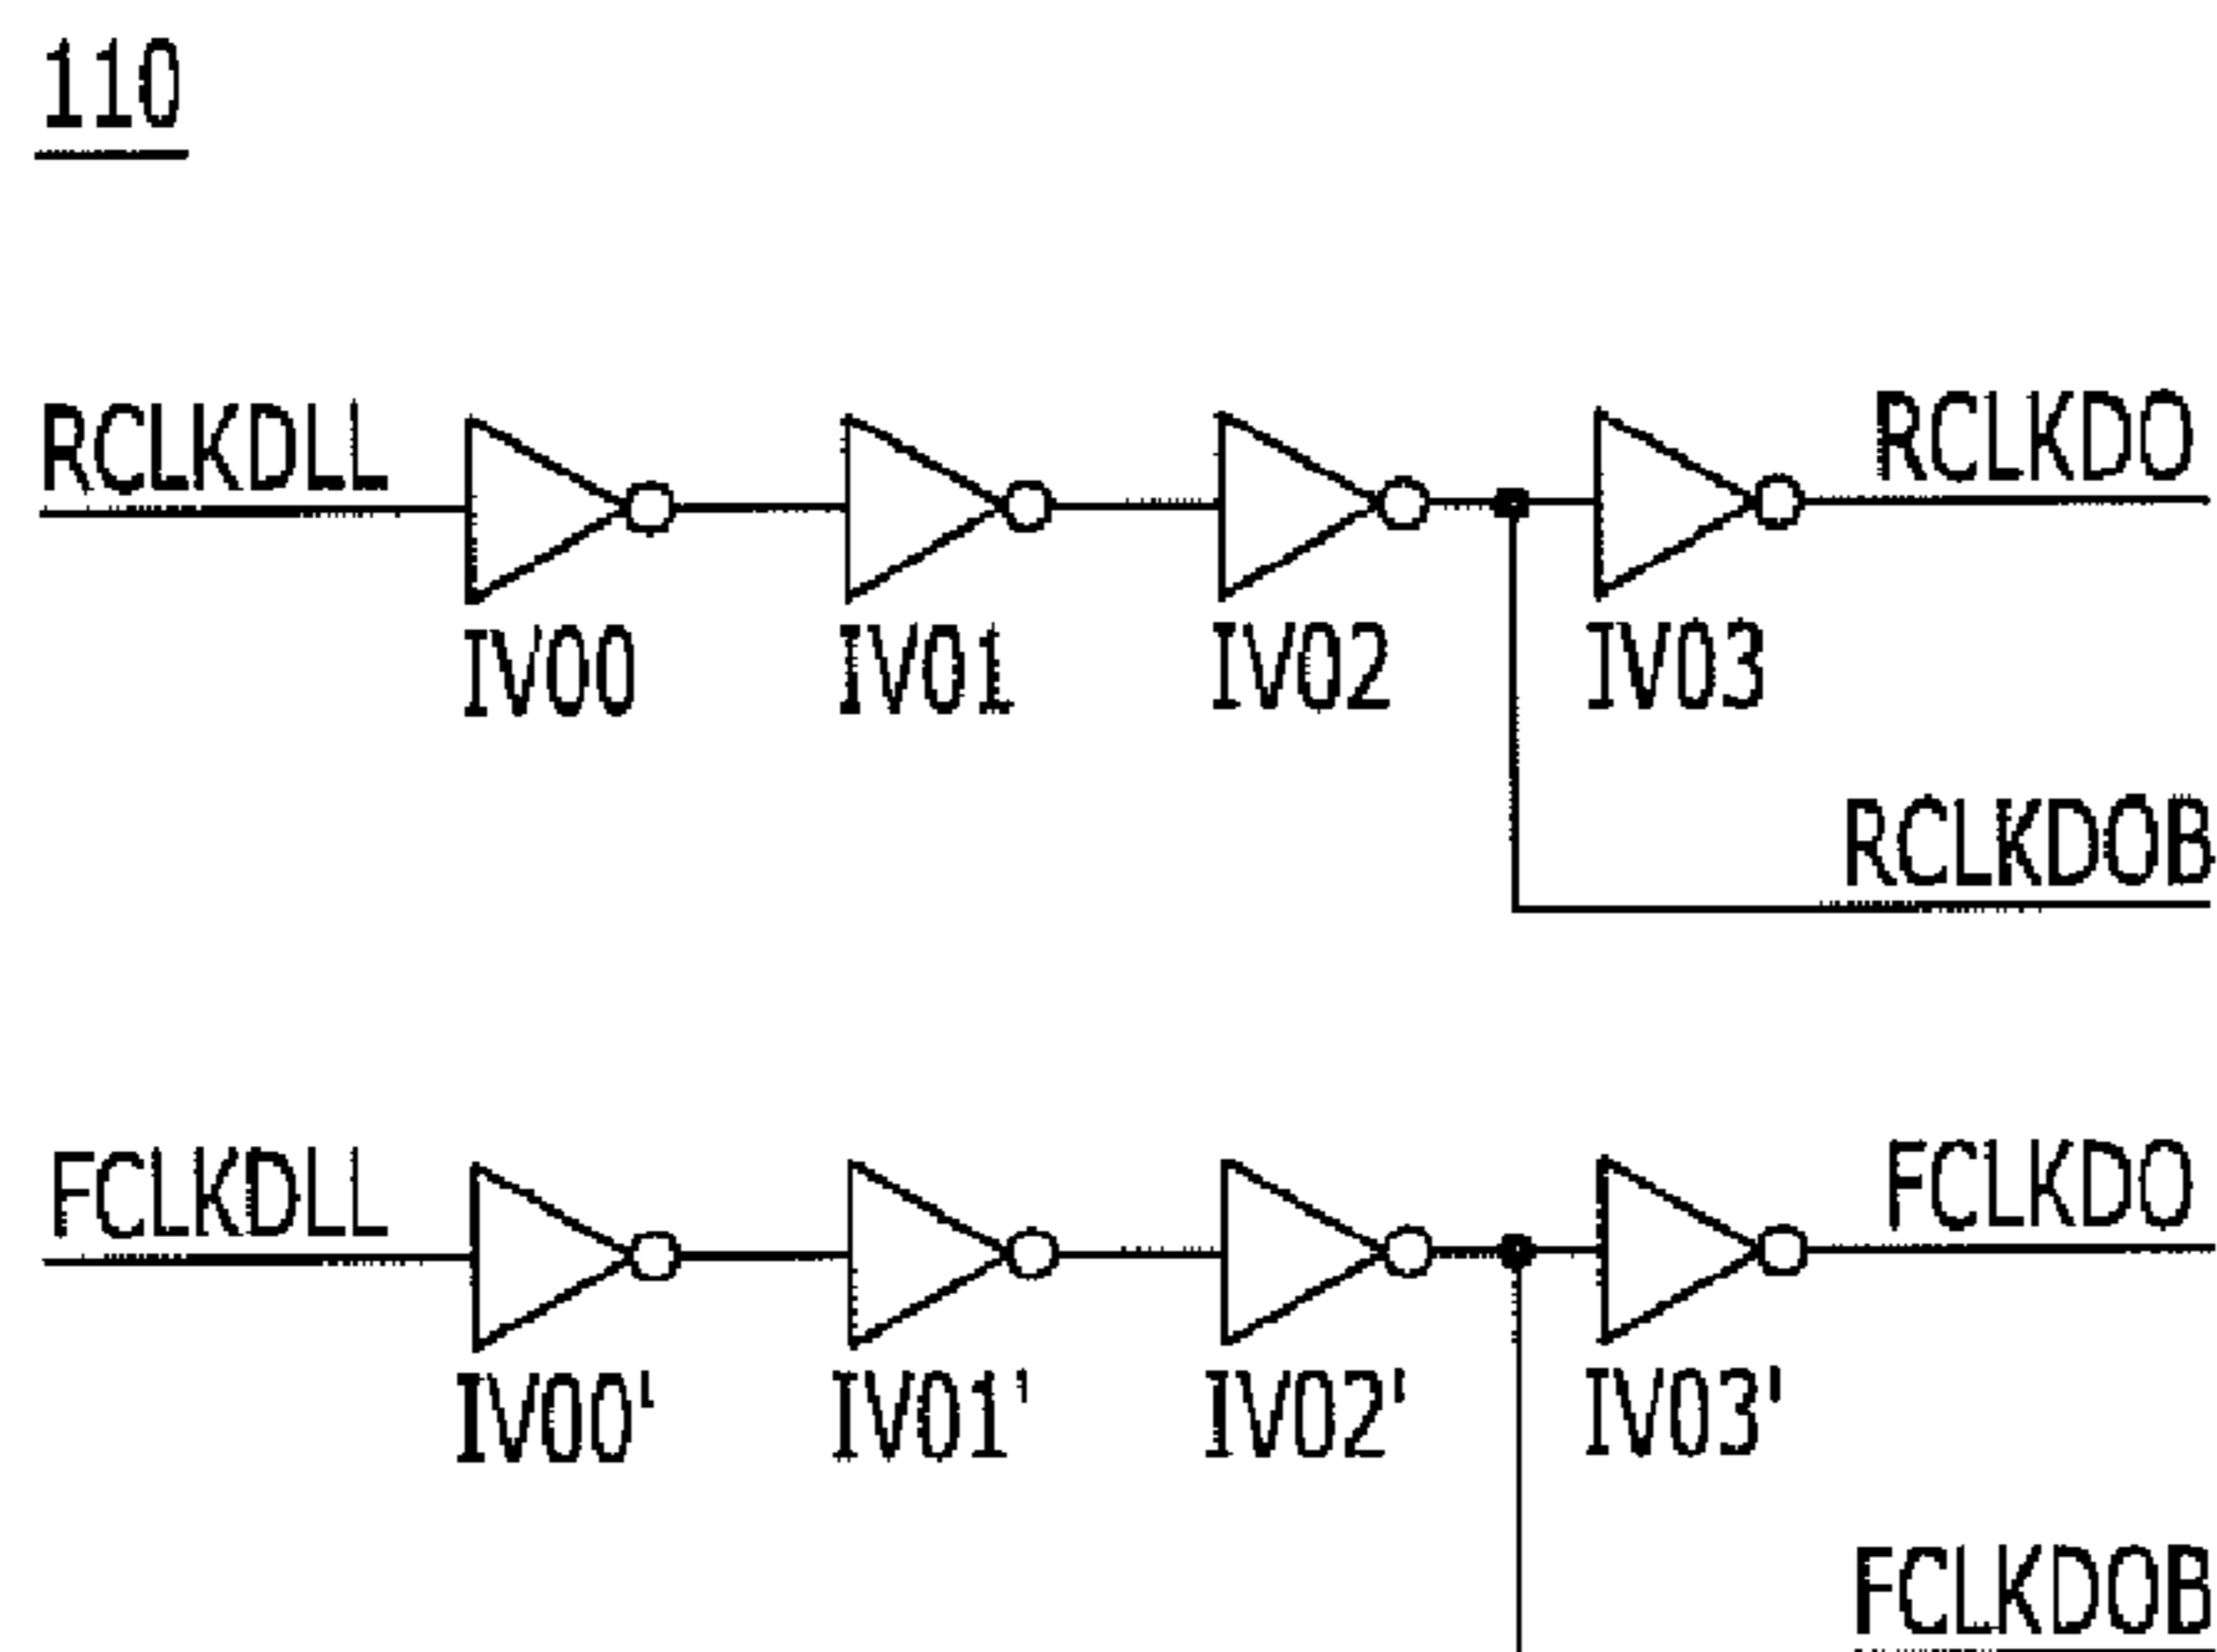 110
RCLKDLL
RCLKDO
IV00 IV01 IV02 IV03
RCLKDOB
FCLKDLL
FCLKDO
IV00' IV01' IV02' IV03'
FCLKDOB